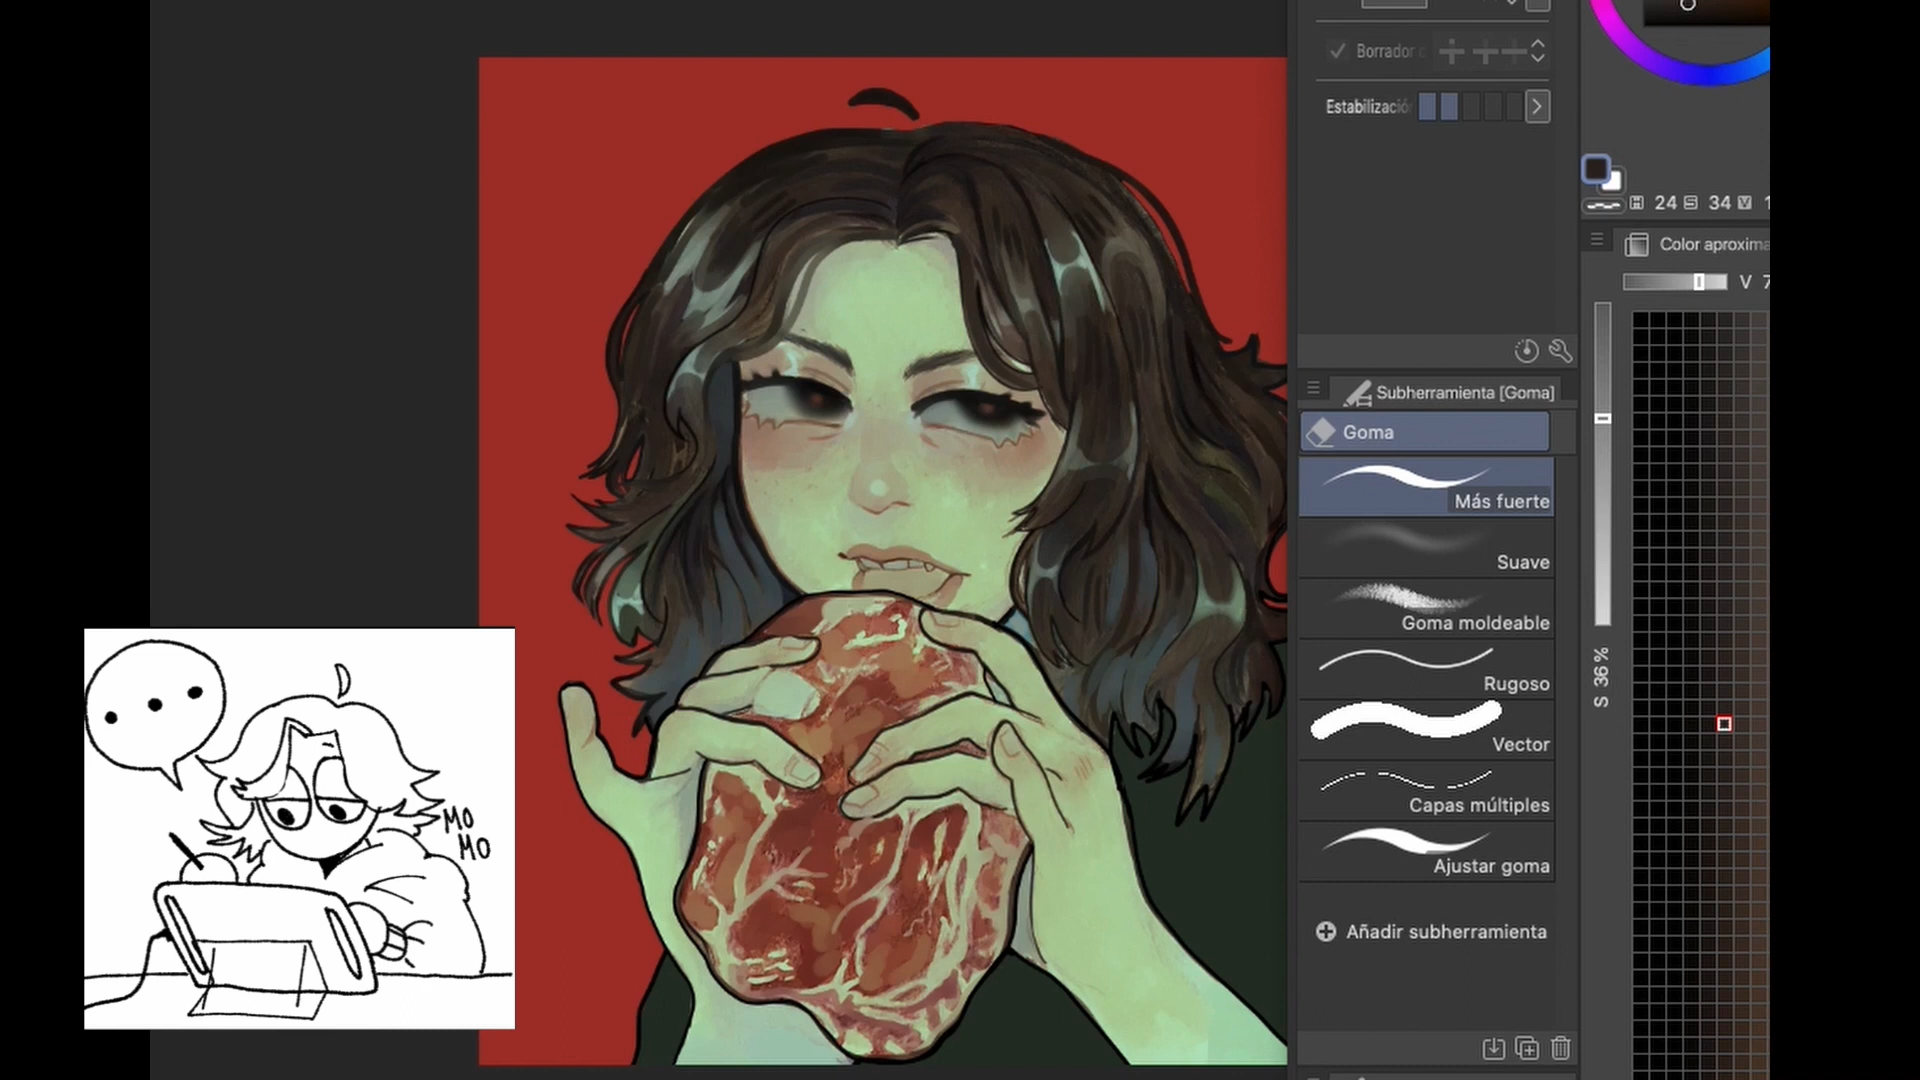 Borrador
Estabilizació
24 34
Color aproxima
V 7
Subherramienta [Goma]
Goma
Más fuerte
Suave
Goma moldeable
Rugoso
S 36%
Vector
Capas múltiples
Ajustar goma
Añadir subherramienta
MO
MO